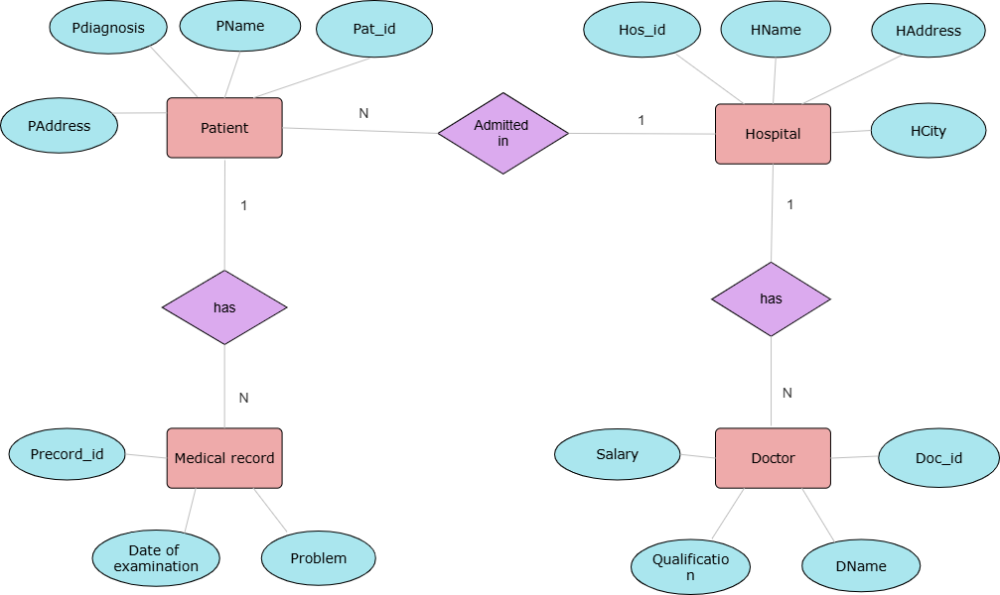 Pdiagnosis
PName
Pat_id
Hos_id
HName
HAddress
PAddress
Patient
N
Admitted
in
1
Hospital
HCity
1
1
has
has
N
N
Precord_id
Medical record
Salary
Doctor
Doc_id
Date of
examination
Problem
Qualificatio
n
DName